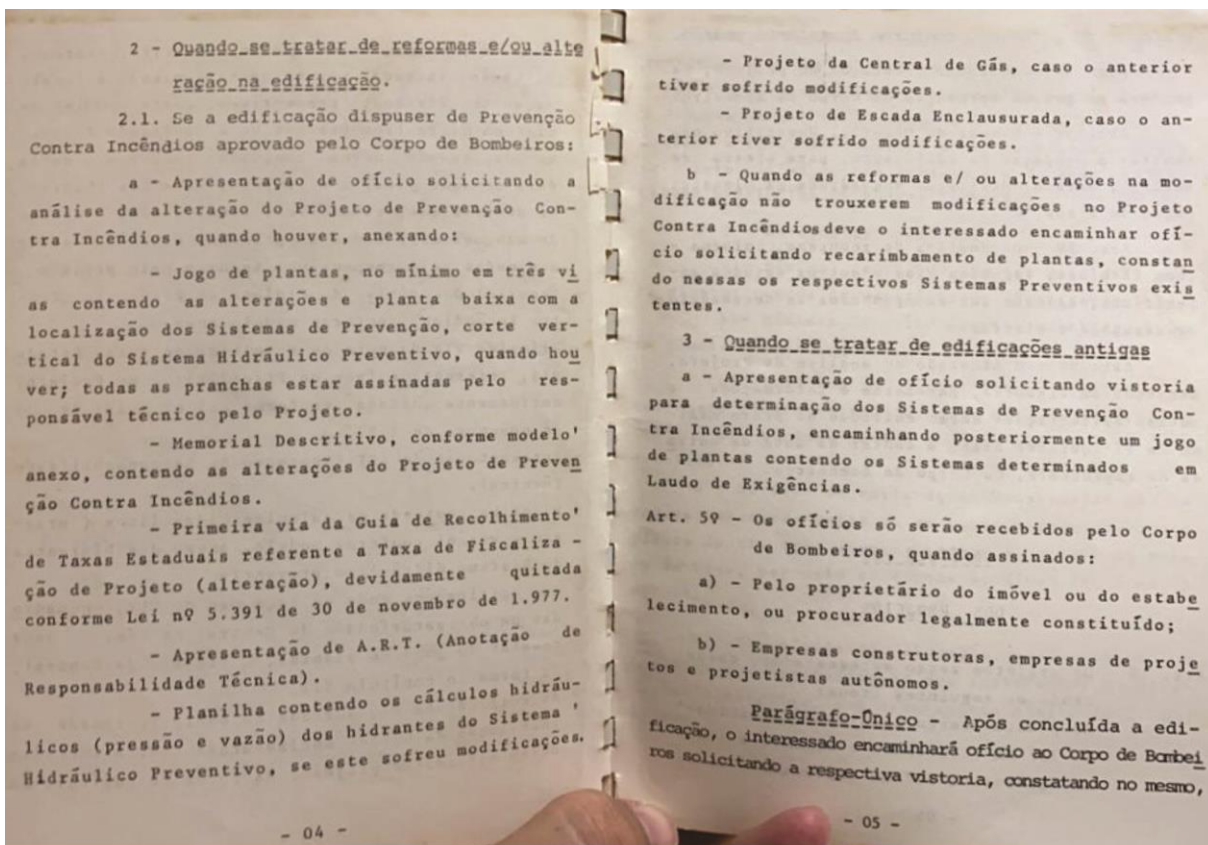 2 - Quando se tratar de reformas e/ou alte
ração na edificação.
2.1. Se a edificação dispuser de Prevenção
Contra Incêndios aprovado pelo Corpo de Bombeiros:
a - Apresentação de ofício solicitando a
análise da alteração do Projeto de Prevenção Con-
tra Incêndios, quando houver, anexando:
- Jogo de plantas, no mínimo em três vi
as contendo as alterações e planta baixa com a
localização dos Sistemas de Prevenção, corte ver-
tical do Sistema Hidráulico Preventivo, quando hou
ver; todas as pranchas estar assinadas pelo res-
ponsável técnico pelo Projeto.
- Memorial Descritivo, conforme modelo'
anexo, contendo as alterações do Projeto de Preven
ção Contra Incêndios.
- Primeira via da Guia de Recolhimento'
de Taxas Estaduais referente a Taxa de Fiscaliza -
ção de Projeto (alteração), devidamente quitada
conforme Lei nº 5.391 de 30 de novembro de 1.977.
- Apresentação de A.R.T. (Anotação de
Responsabilidade Técnica).
- Planilha contendo os cálculos hidráu-
licos (pressão e vazão) dos hidrantes do Sistema '
Hidráulico Preventivo, se este sofreu modificações.
- 04 -
- Projeto da Central de Gás, caso o anterior
tiver sofrido modificações.
- Projeto de Escada Enclausurada, caso o an-
terior tiver sofrido modificações.
b - Quando as reformas e/ ou alterações na mo-
dificação não trouxerem modificações no Projeto
Contra Incêndios deve o interessado encaminhar ofí-
cio solicitando recarimbamento de plantas, constan
do nessas os respectivos Sistemas Preventivos exis
tentes.
3 - Quando se tratar de edificações antigas
a - Apresentação de ofício solicitando vistoria
para determinação dos Sistemas de Prevenção Con-
tra Incêndios, encaminhando posteriormente um jogo
de plantas contendo os Sistemas determinados em
Laudo de Exigências.
Art. 5º - Os ofícios só serão recebidos pelo Corpo
de Bombeiros, quando assinados:
a) - Pelo proprietário do imóvel ou do estabe
lecimento, ou procurador legalmente constituído;
b) - Empresas construtoras, empresas de proje
tos e projetistas autônomos.
Parágrafo-Único - Após concluída a edi-
ficação, o interessado encaminhará ofício ao Corpo de Bombei
ros solicitando a respectiva vistoria, constatando no mesmo,
- 05 -